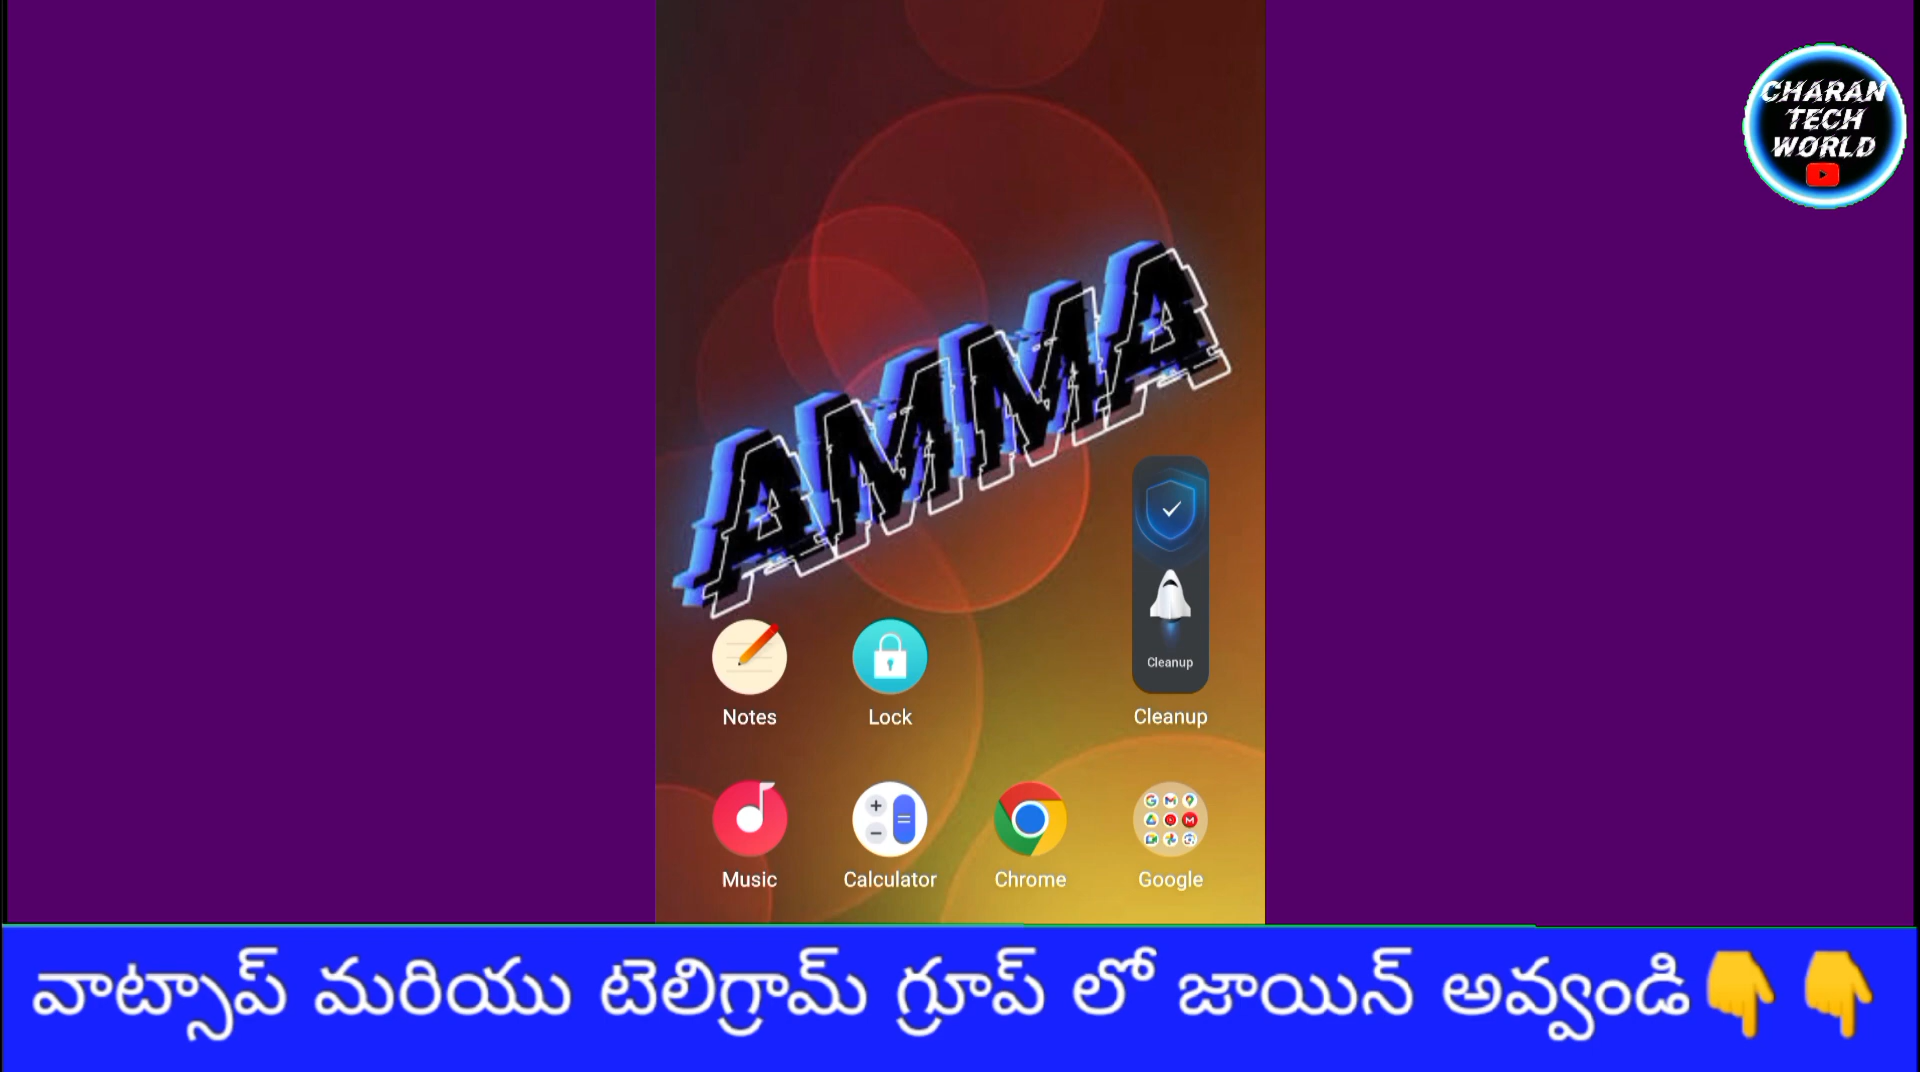 CHARAN
TECH
WORLD
AMMA
Cleanup
Notes
Lock
Cleanup
Music
Calculator
Chrome
Google
వాట్సాప్ మరియు టెలిగ్రామ్ గ్రూప్ లో జాయిన్ అవ్వండి👇👇